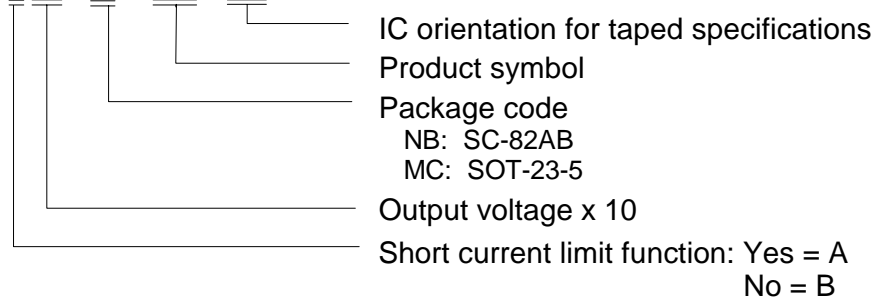 IC orientation for taped specifications
Product symbol
Package code
NB: SC-82AB
MC: SOT-23-5
Output voltage x 10
Short current limit function: Yes = A
No = B